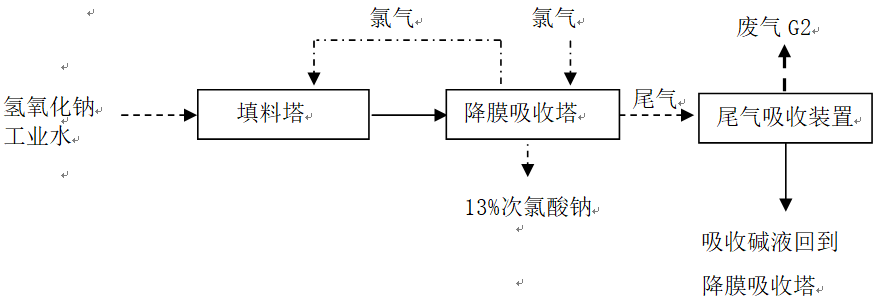 氯气
氯气
废气 G2
氢氧化钠
工业水
填料塔
降膜吸收塔
尾气
尾气吸收装置
13%次氯酸钠
吸收碱液回到
降膜吸收塔